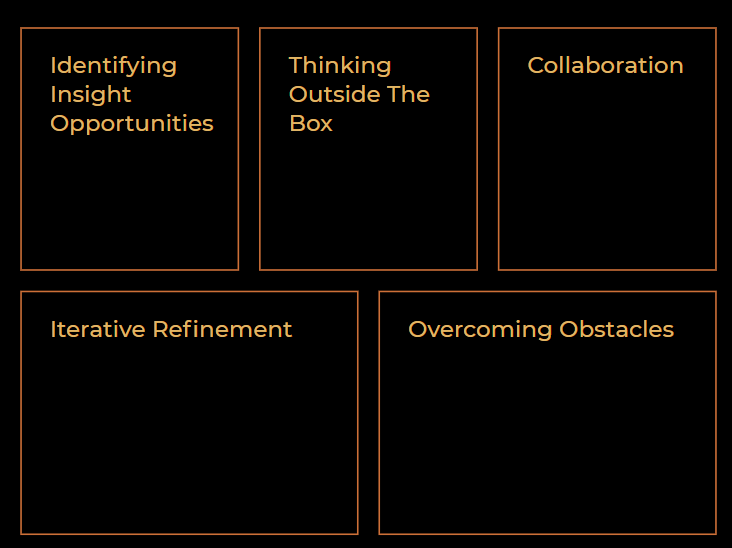 Identifying
Insight
Opportunities
Thinking
Outside The
Box
Collaboration
Iterative Refinement
Overcoming Obstacles